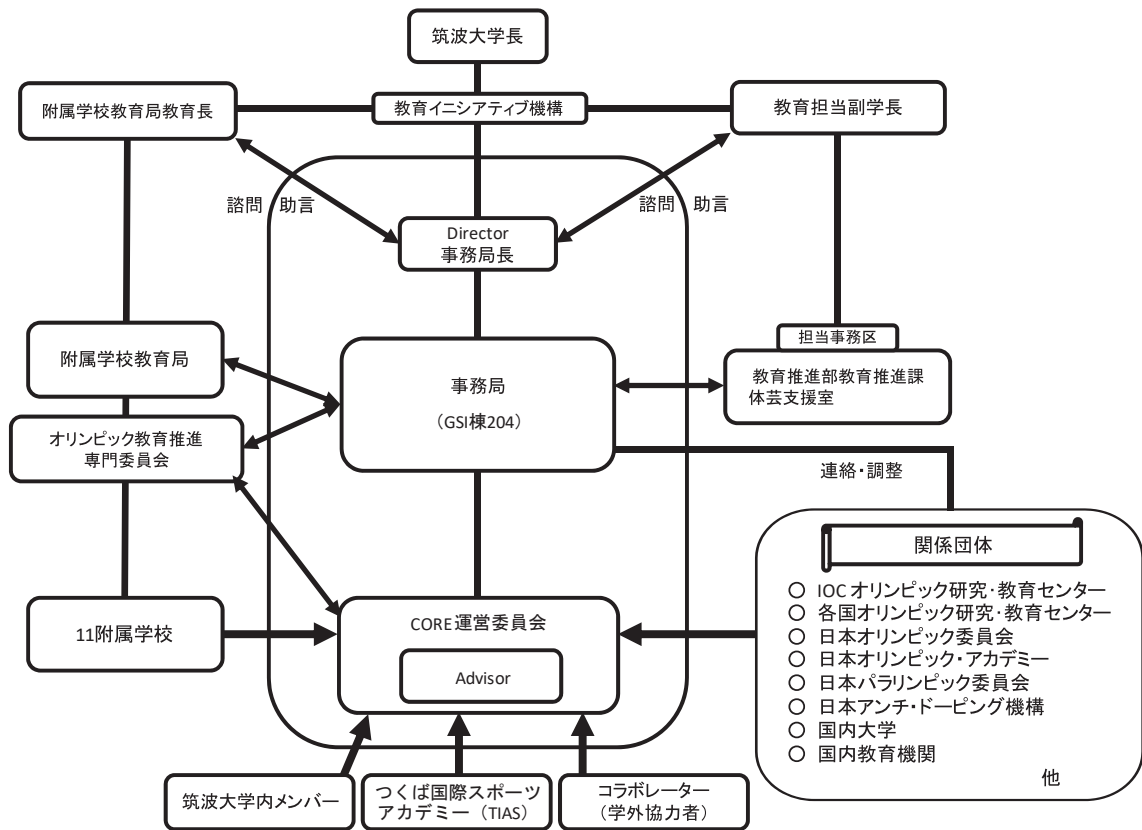 筑波大学長
附属学校教育局教育長
教育イニシアティブ機構
教育担当副学長
諮問 助言
諮問 助言
Director
事務局長
附属学校教育局
事務局
(GSI棟204)
担当事務区
教育推進部教育推進課
体芸支援室
オリンピック教育推進
専門委員会
連絡・調整
関係団体
○ IOC オリンピック研究・教育センター
○ 各国オリンピック研究・教育センター
○ 日本オリンピック委員会
○ 日本オリンピック・アカデミー
○ 日本パラリンピック委員会
○ 日本アンチ・ドーピング機構
○ 国内大学
○ 国内教育機関
他
11附属学校
CORE 運営委員会
Advisor
筑波大学内メンバー
つくば国際スポーツ
アカデミー (TIAS)
コラボレーター
(学外協力者)